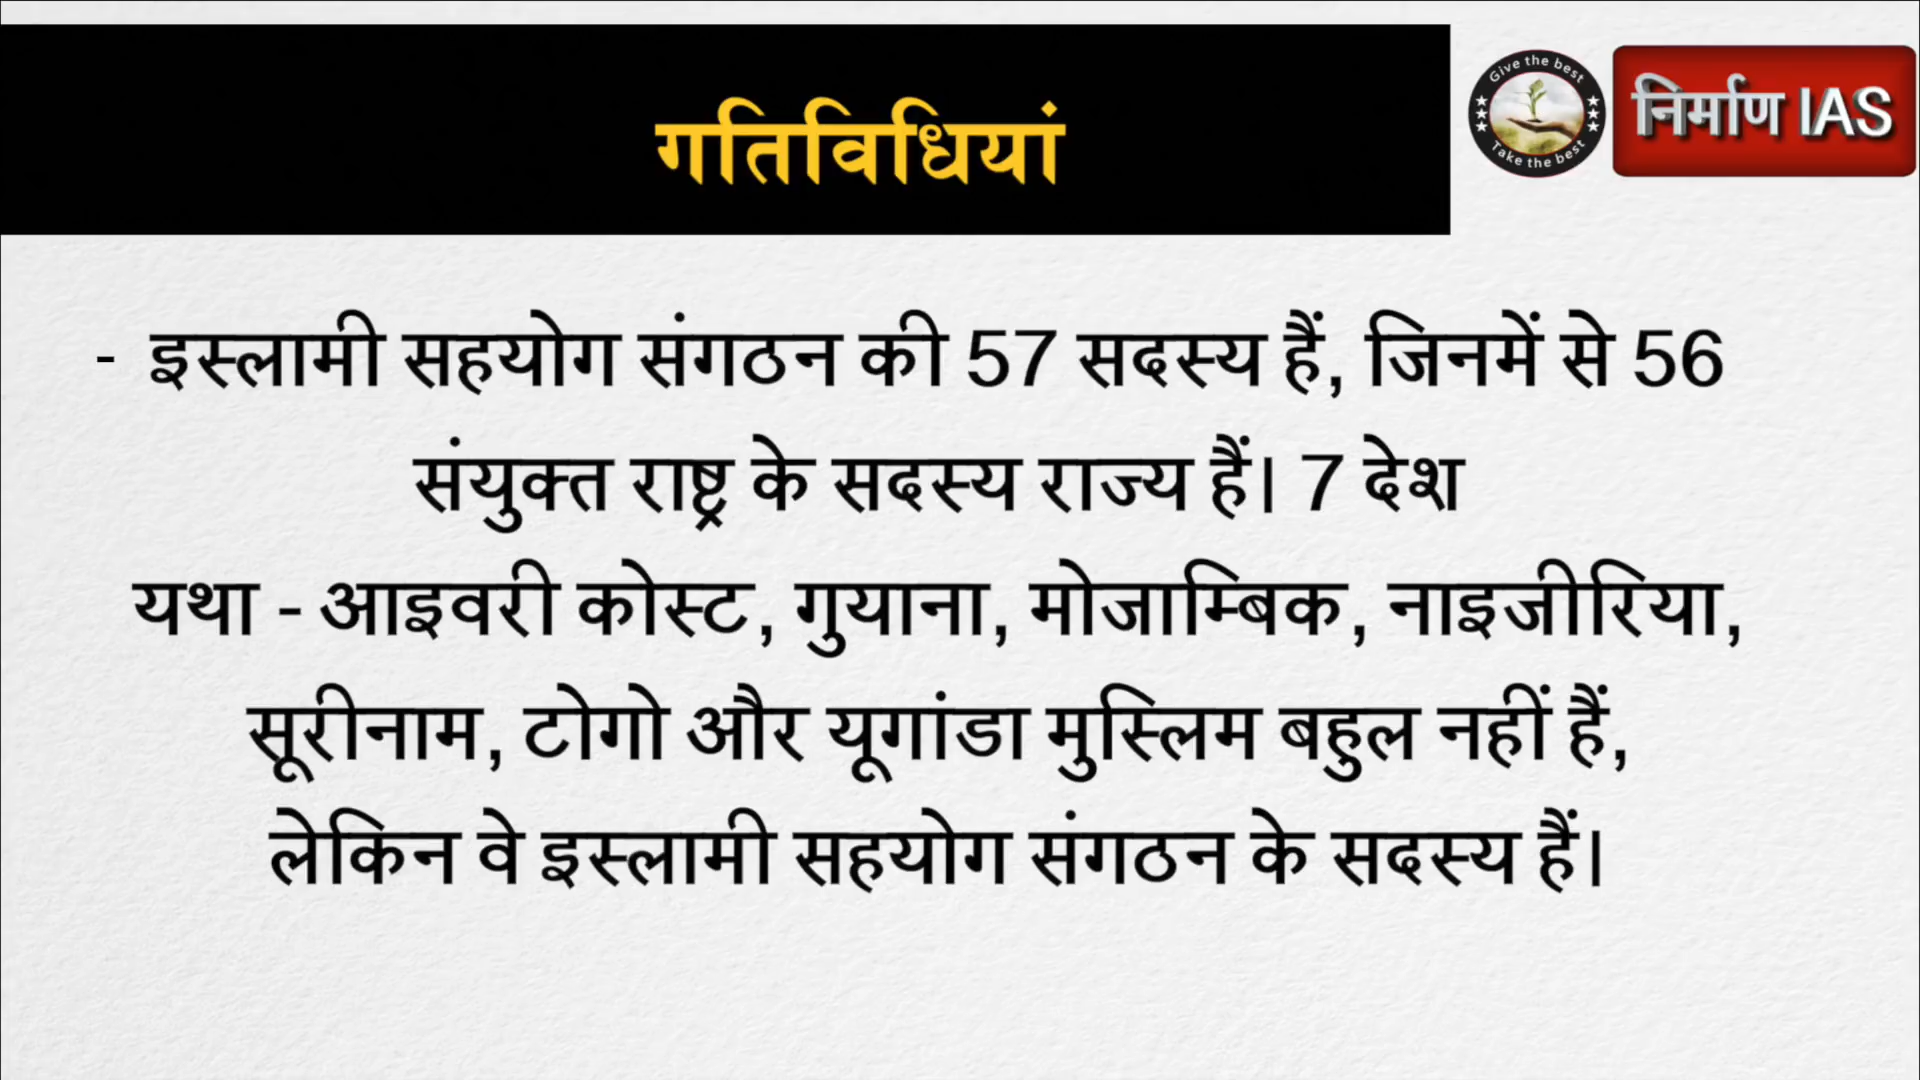 गतिविधियां
Give the best
Take the best
निर्माण IAS
- इस्लामी सहयोग संगठन की 57 सदस्य हैं, जिनमें से 56
संयुक्त राष्ट्र के सदस्य राज्य हैं। 7 देश
यथा - आइवरी कोस्ट, गुयाना, मोजाम्बिक, नाइजीरिया,
सूरीनाम, टोगो और यूगांडा मुस्लिम बहुल नहीं हैं,
लेकिन वे इस्लामी सहयोग संगठन के सदस्य हैं।